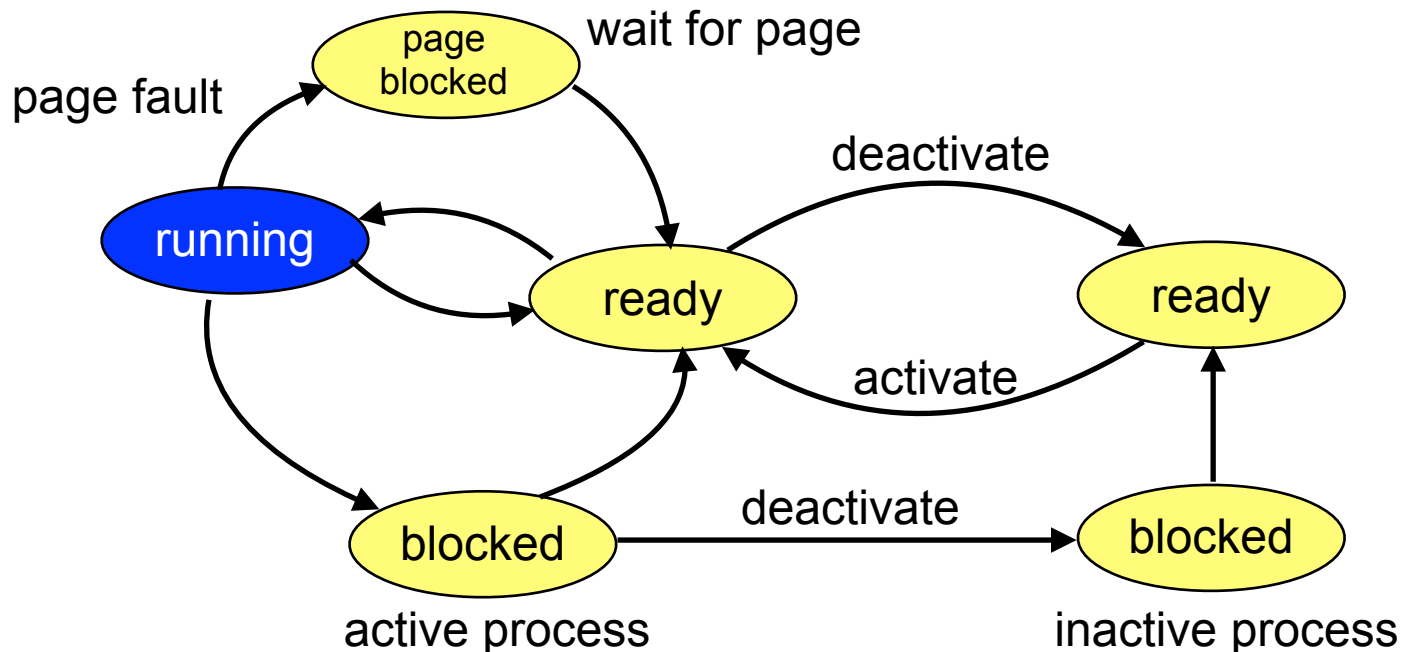 page
blocked
wait for page
page fault
deactivate
running
ready
ready
activate
deactivate
blocked
blocked
active process
inactive process